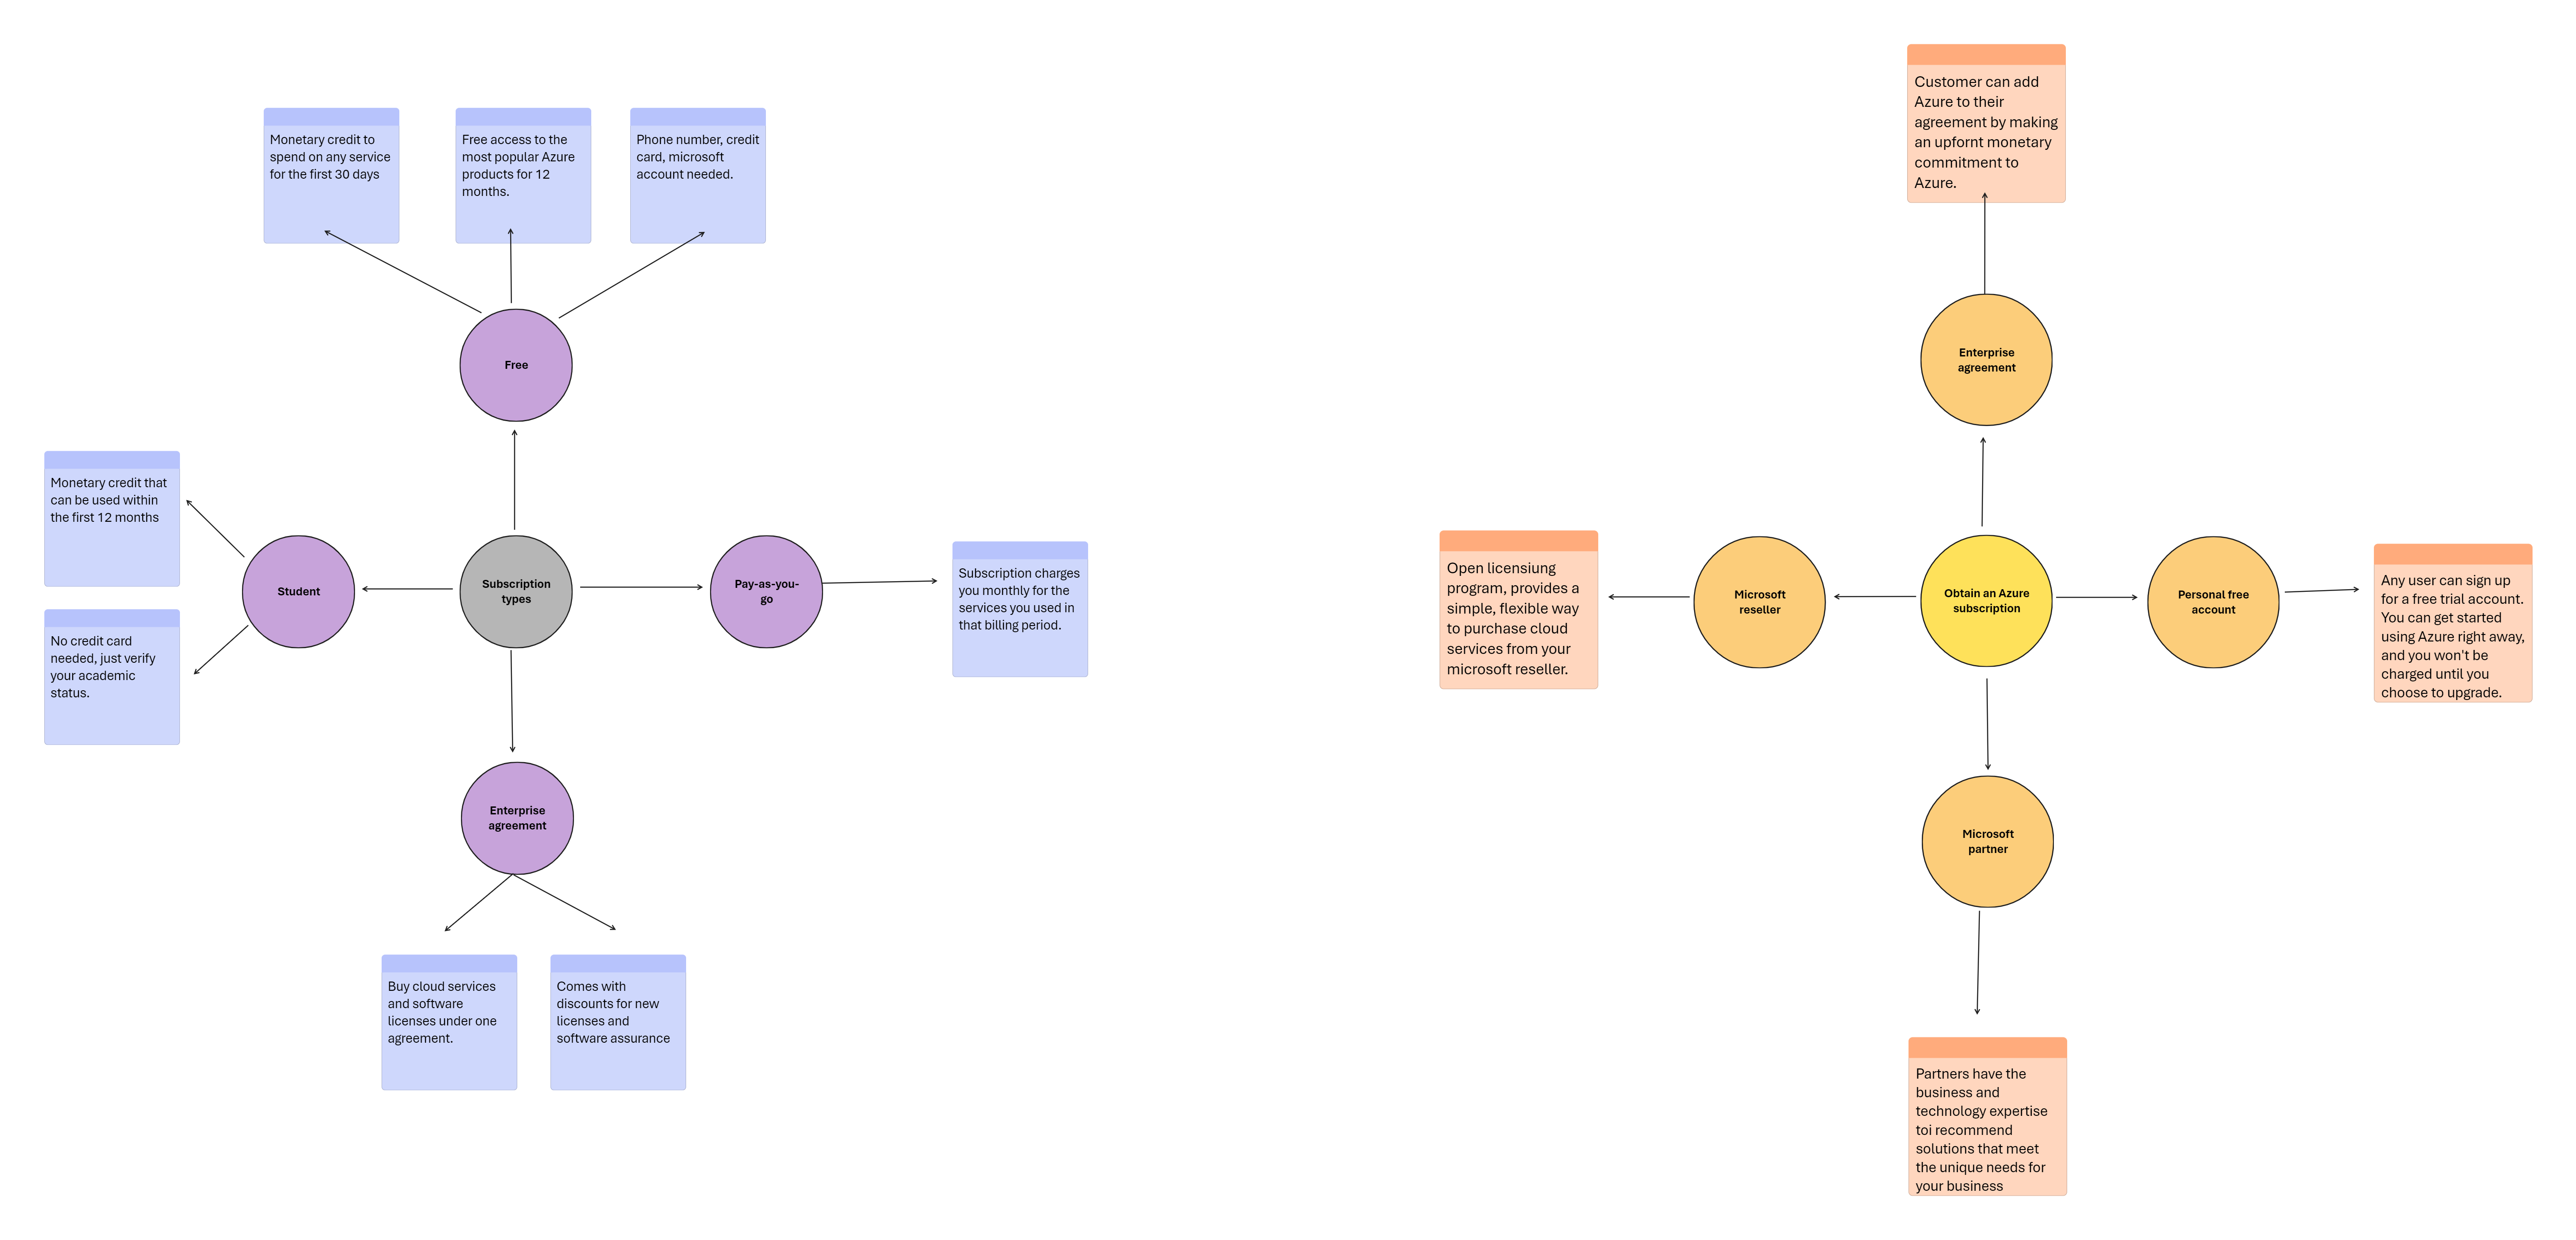 Monetary credit to
spend on any service
for the first 30 days
Free access to the
most popular Azure
products for 12
months.
Phone number, credit
card, microsoft
account needed.
Free
Monetary credit that
can be used within
the first 12 months
No credit card
needed, just verify
your academic
status.
Student
Subscription
types
Pay-as-you-
go
Subscription charges
you monthly for the
services you used in
that billing period.
Enterprise
agreement
Buy cloud services
and software
licenses under one
agreement.
Comes with
discounts for new
licenses and
software assurance
Customer can add
Azure to their
agreement by making
an upfornt monetary
commitment to
Azure.
Enterprise
agreement
Open licensiung
program, provides a
simple, flexible way
to purchase cloud
services from your
microsoft reseller.
Microsoft
reseller
Obtain an Azure
subscription
Personal free
account
Any user can sign up
for a free trial account.
You can get started
using Azure right away,
and you won't be
charged until you
choose to upgrade.
Microsoft
partner
Partners have the
business and
technology expertise
toi recommend
solutions that meet
the unique needs for
your business